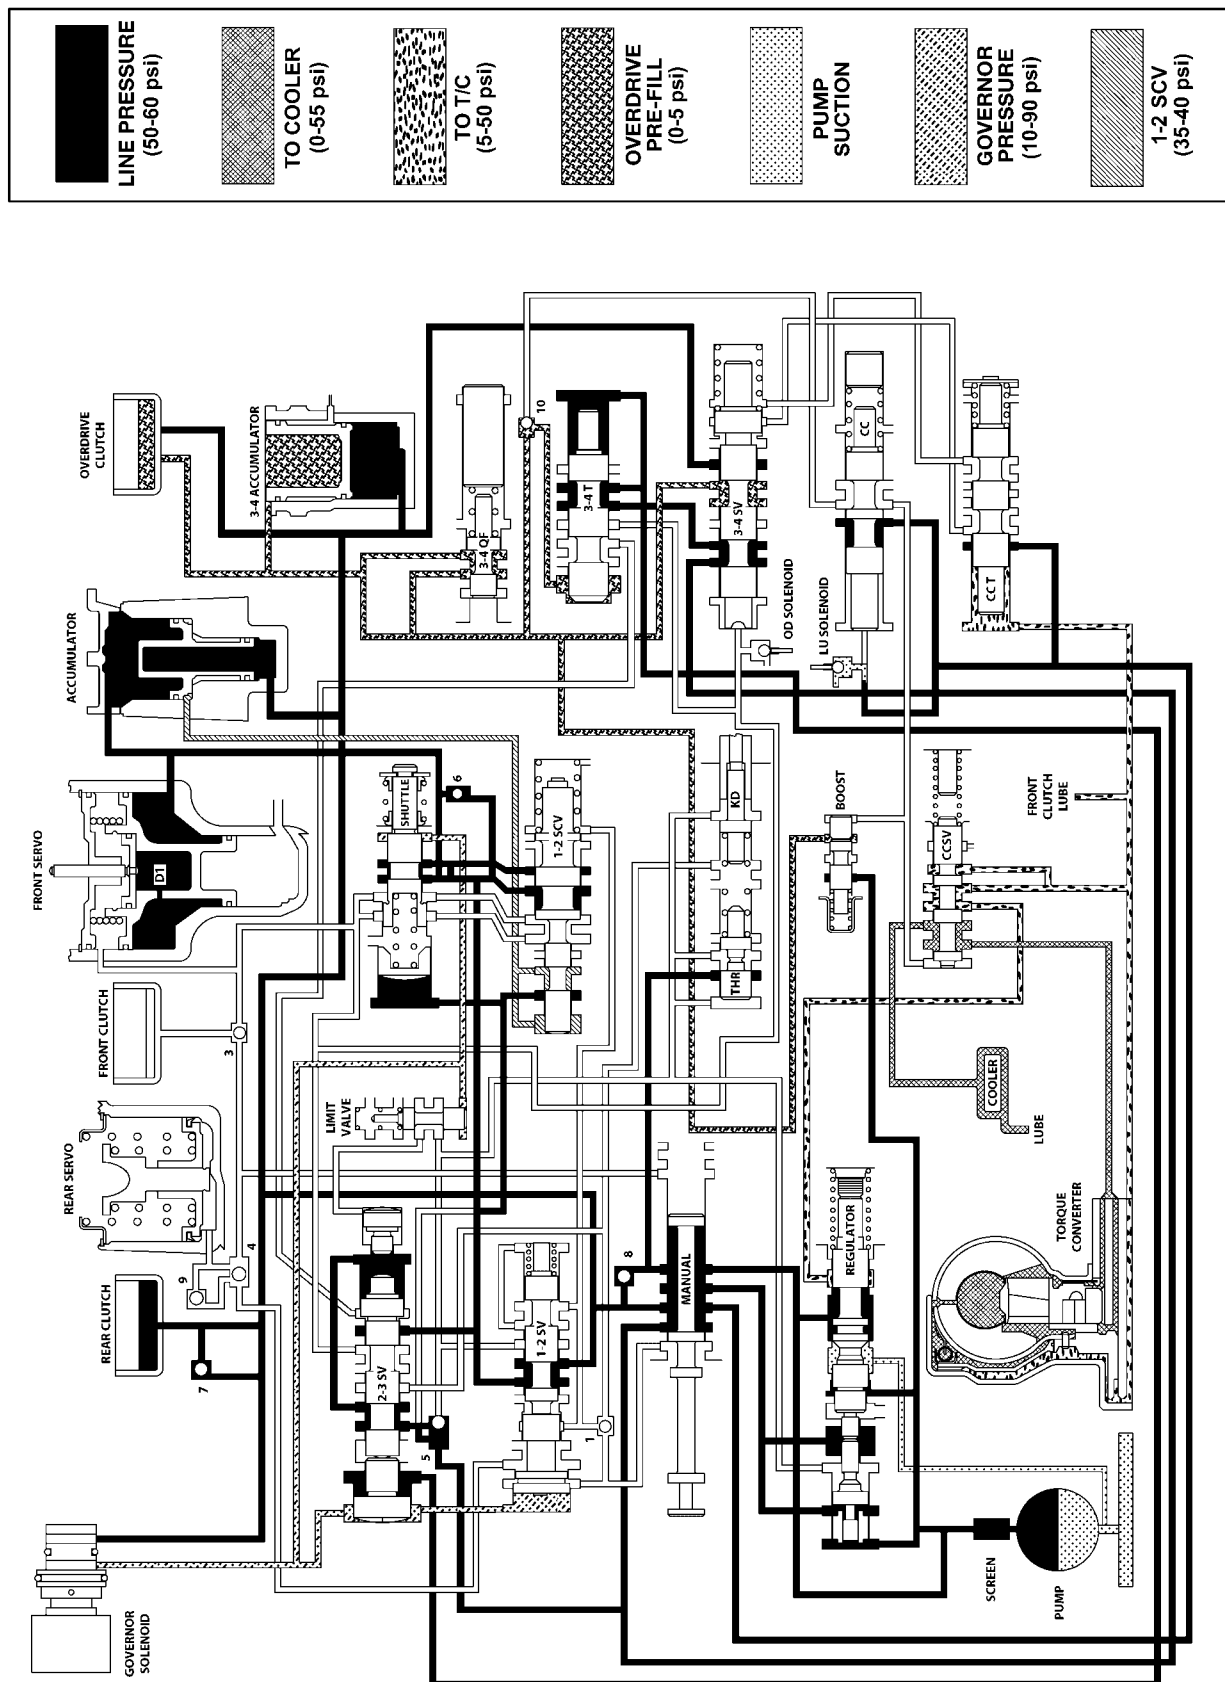 LINE PRESSURE
(50-60 psi)
TO COOLER
(0-55 psi)
TO T/C
(5-50 psi)
OVERDRIVE
PRE-FILL
(0-5 psi)
PUMP
SUCTION
GOVERNOR
PRESSURE
(10-90 psi)
1-2 SCV
(35-40 psi)
OVERDRIVE
CLUTCH
3-4 ACCUMULATOR
3-4 QF
10
3-4 T
3-4 SV
OD SOLENOID
LU SOLENOID
CC
CC T
ACCUMULATOR
FRONT SERVO
D1
SHUTTLE
6
1-2 SCV
KD
THR
BOOST
CCSV
FRONT
CLUTCH
LUBE
FRONT CLUTCH
3
LIMIT
VALVE
COOLER
LUBE
REAR SERVO
9
4
REAR CLUTCH
7
2-3 SV
5
1-2 SV
1
8
MANUAL
REGULATOR
TORQUE
CONVERTER
GOVERNOR
SOLENOID
SCREEN
PUMP